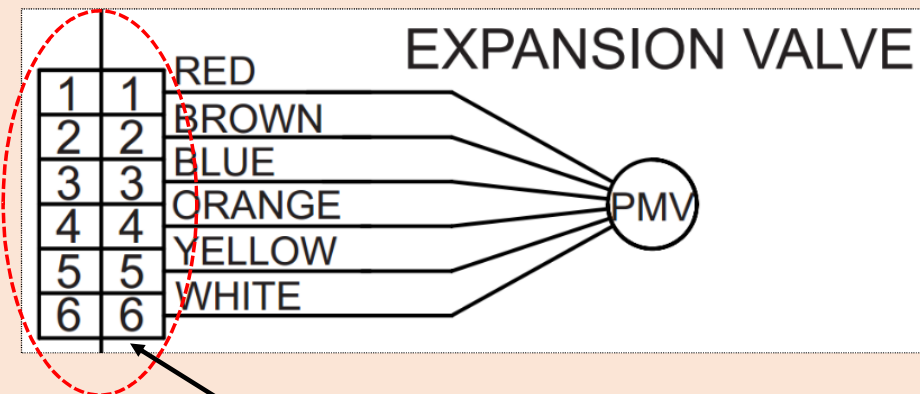 EXPANSION VALVE
1 1 RED
2 2 BROWN
3 3 BLUE
4 4 ORANGE
5 5 YELLOW
6 6 WHITE
PMV